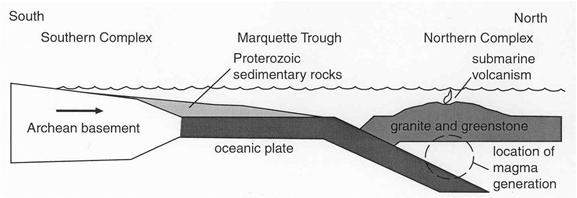 South
North
Southern Complex
Marquette Trough
Northern Complex
Proterozoic
sedimentary rocks
submarine
volcanism
Archean basement
granite and greenstone
oceanic plate
location of
magma
generation